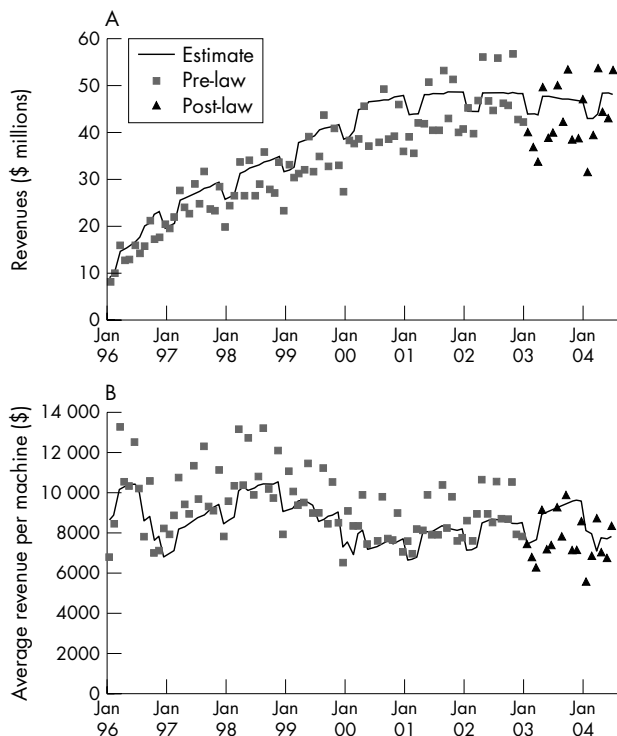 A
Revenues ($ millions)
60
50
40
30
20
10
0
Estimate
Pre-law
Post-law
Jan 96
Jan 97
Jan 98
Jan 99
Jan 00
Jan 01
Jan 02
Jan 03
Jan 04
B
Average revenue per machine ($)
14 000
12 000
10 000
8000
6000
4000
2000
0
Jan 96
Jan 97
Jan 98
Jan 99
Jan 00
Jan 01
Jan 02
Jan 03
Jan 04